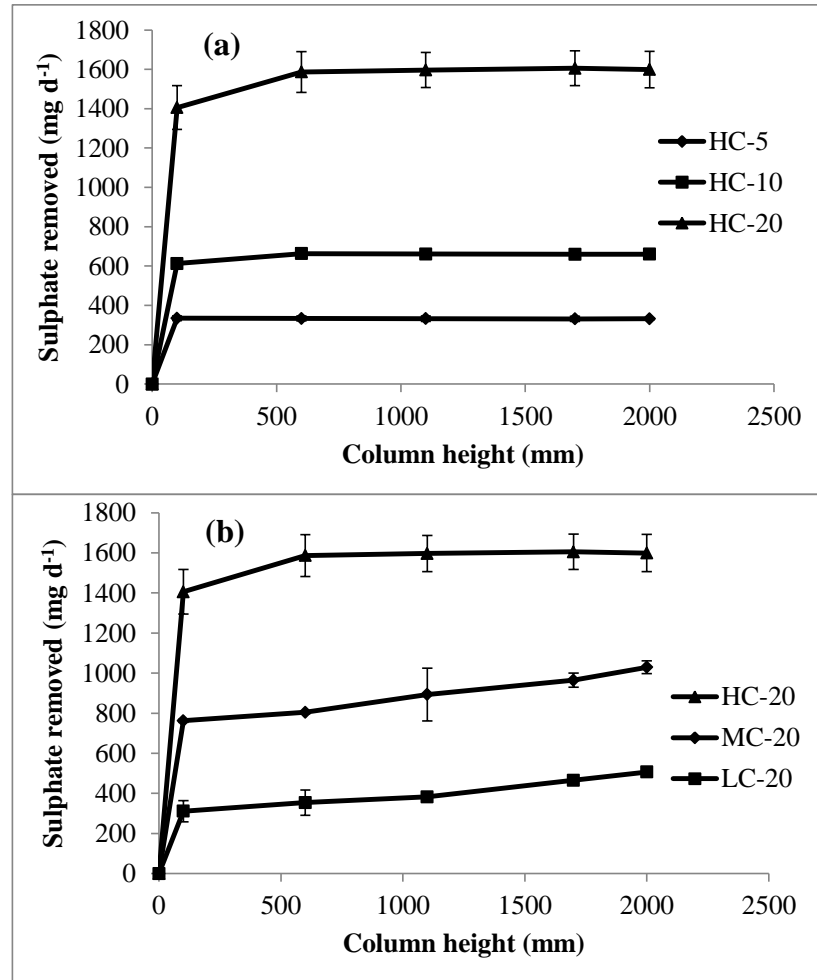 (a)
1800
1600
1400
1200
1000
800
600
400
200
0
Sulphate removed (mg d-1)
HC-5
HC-10
HC-20
0 500 1000 1500 2000 2500
Column height (mm)
(b)
1800
1600
1400
1200
1000
800
600
400
200
0
Sulphate removed (mg d-1)
HC-20
MC-20
LC-20
0 500 1000 1500 2000 2500
Column height (mm)